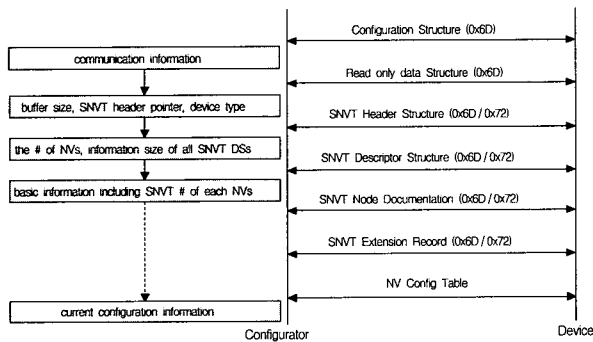 Configuration Structure (0x6D)
communication information
Read only data Structure (0x6D)
buffer size, SNVT header pointer, device type
SNVT Header Structure (0x6D / 0x72)
the # of NVs, information size of all SNVT DSs
SNVT Descriptor Structure (0x6D / 0x72)
basic information including SNVT # of each NVs
SNVT Node Documentation (0x6D / 0x72)
SNVT Extension Record (0x6D / 0x72)
NV Config Table
current configuration information
Configurator
Device